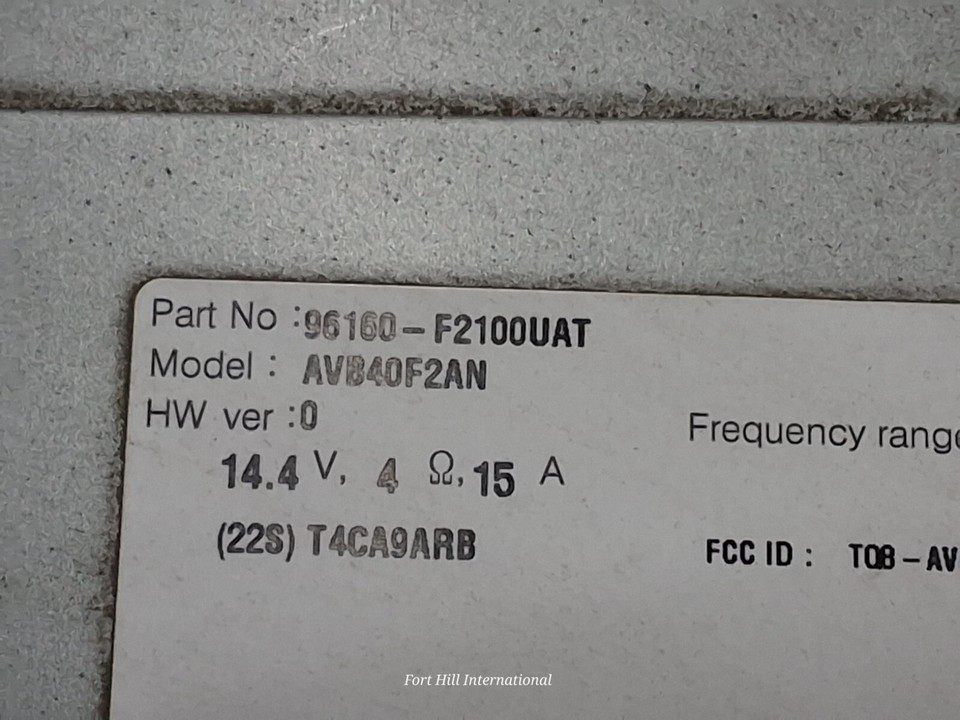 Part No :96160-F2100UAT
Model : AVB40F2AN
HW ver :0
Frequency range
14.4 V, 4 Ω, 15 A
(22S) T4CA9ARB
FCC ID : TQ8-AV
Fort Hill International